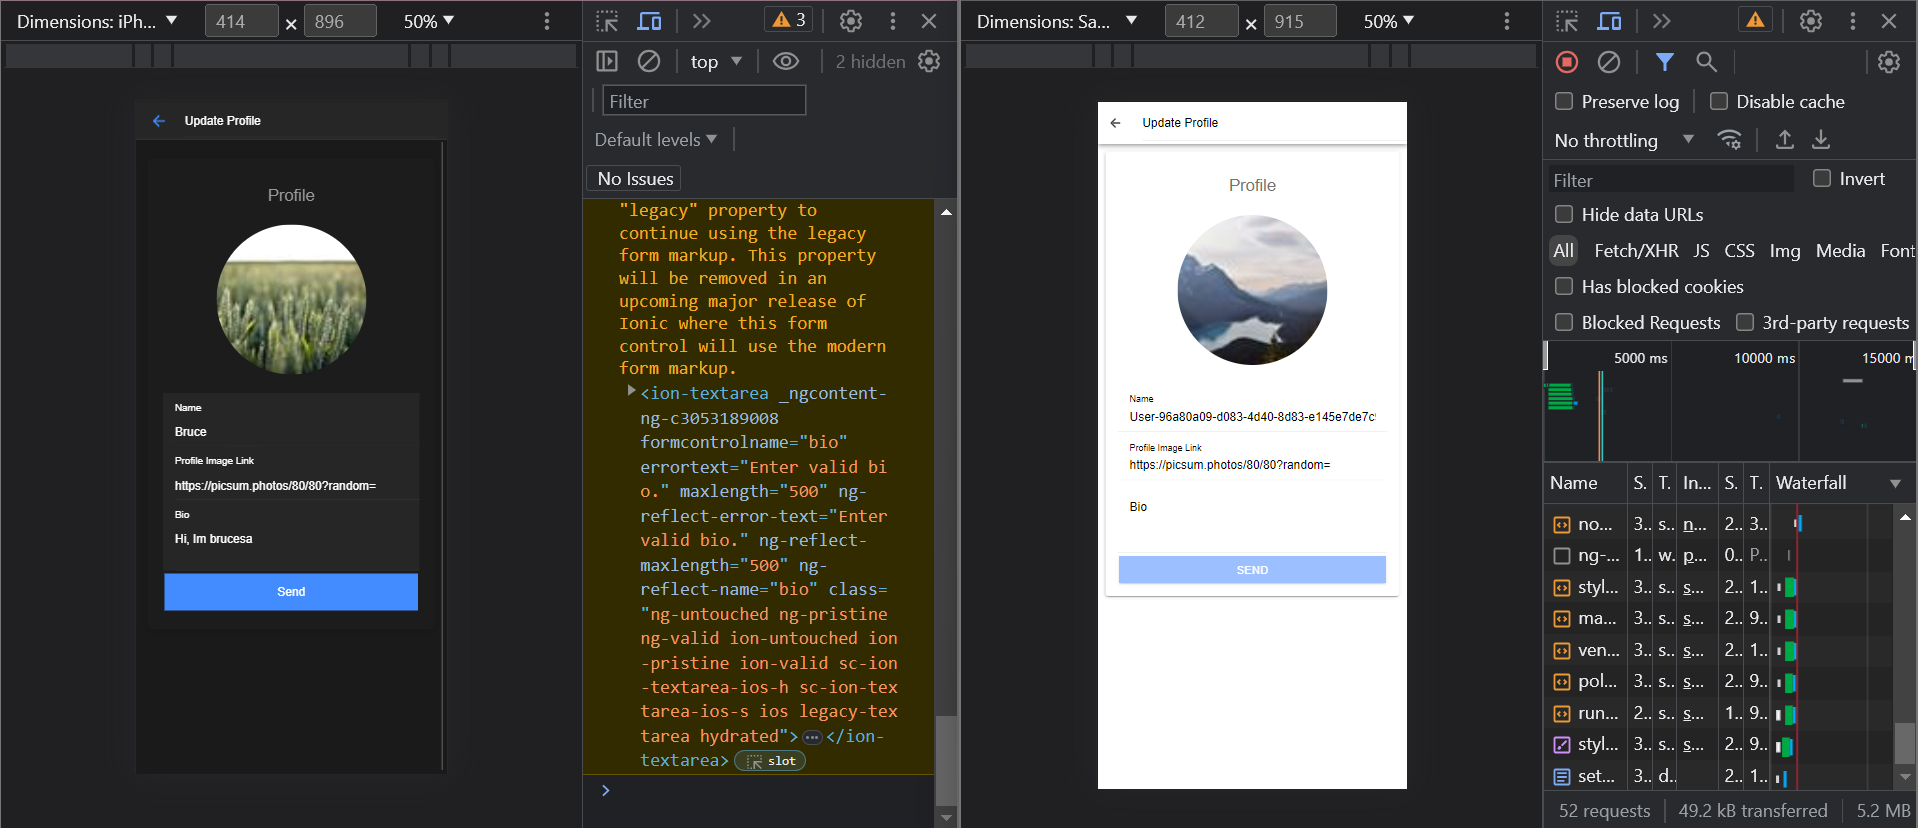 Dimensions: iPh...
414
×
896
50%
3
top
2 hidden
Filter
Default levels
No Issues
"legacy" property to
continue using the legacy
form markup. This property
will be removed in an
upcoming major release of
Ionic where this form
control will use the modern
form markup.
<ion-textarea _ngcontent-
ng-c3053189008
formcontrolname="bio"
errortext="Enter valid bi
o." maxlength="500" ng-
reflect-error-text="Enter
valid bio." ng-reflect-
maxlength="500" ng-
reflect-name="bio" class=
"ng-untouched ng-pristine
ng-valid ion-untouched ion
-pristine ion-valid sc-ion
-textarea-ios-h sc-ion-tex
tarea-ios-s ios legacy-tex
tarea hydrated">…</ion-
textarea> slot
Update Profile
Profile
Name
Bruce
Profile Image Link
https://picsum.photos/80/80?random=
Bio
Hi, Im brucesa
Send
Dimensions: Sa...
412
×
915
50%
Update Profile
Profile
Name
User-96a80a09-d083-4d40-8d83-e145e7de7c
Profile Image Link
https://picsum.photos/80/80?random=
Bio
SEND
Preserve log
Disable cache
No throttling
Filter
Invert
Hide data URLs
All Fetch/XHR JS CSS Img Media Font
Has blocked cookies
Blocked Requests
3rd-party requests
5000 ms 10000 ms 15000 m
Name S. T. In... S. T. Waterfall
no... 3.. s.. n... 2.. 3..
ng-... 1.. w.. p... 0.. P..
styl... 3.. s.. s... 2.. 1..
ma... 3.. s.. s... 2.. 9..
ven... 3.. s.. s... 2.. 1..
pol... 3.. s.. s... 2.. 9..
run... 2.. s.. s... 1.. 9..
styl... 3.. s.. s... 2.. 9..
set... 3.. d.. 2.. 1..
52 requests 49.2 kB transferred 5.2 MB